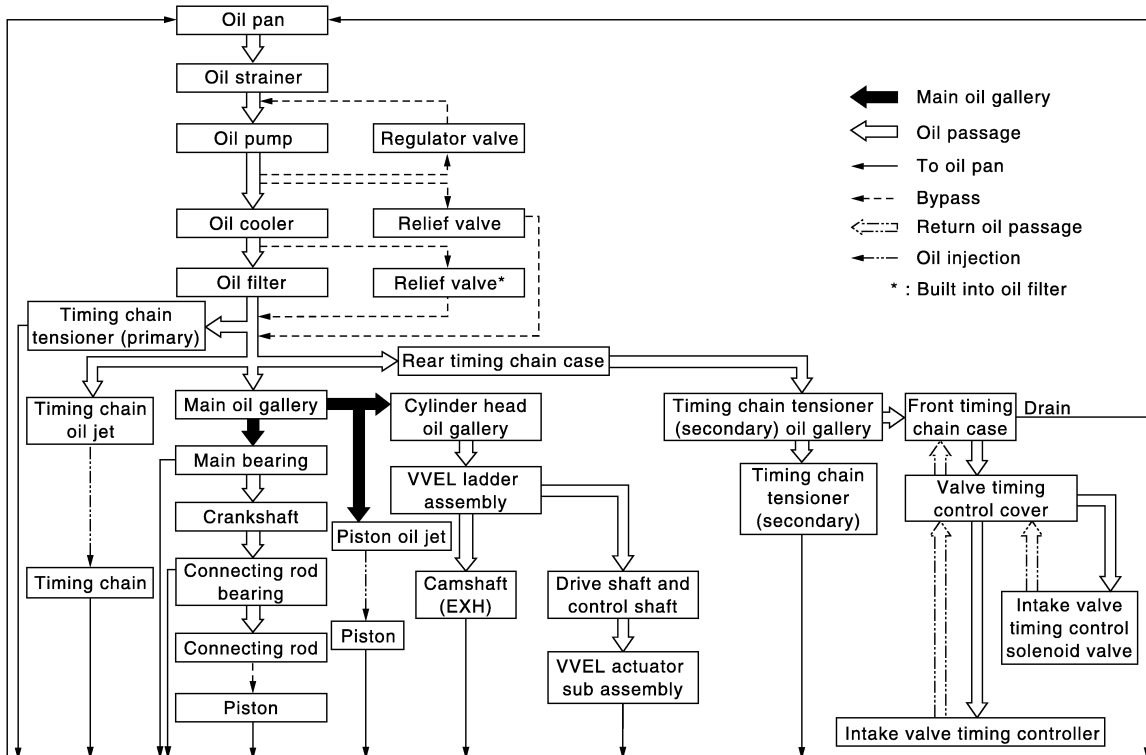 Oil pan
Oil strainer
Oil pump
Regulator valve
Oil cooler
Relief valve
Oil filter
Relief valve*
Main oil gallery
Oil passage
To oil pan
Bypass
Return oil passage
Oil injection
* : Built into oil filter
Timing chain
tensioner (primary)
Rear timing chain case
Timing chain
oil jet
Main oil gallery
Cylinder head
oil gallery
Timing chain tensioner
(secondary) oil gallery
Front timing
chain case
Drain
Main bearing
VVEL ladder
assembly
Timing chain
tensioner
(secondary)
Valve timing
control cover
Crankshaft
Piston oil jet
Timing chain
Connecting rod
bearing
Camshaft
(EXH)
Drive shaft and
control shaft
Intake valve
timing control
solenoid valve
Connecting rod
Piston
VVEL actuator
sub assembly
Piston
Intake valve timing controller